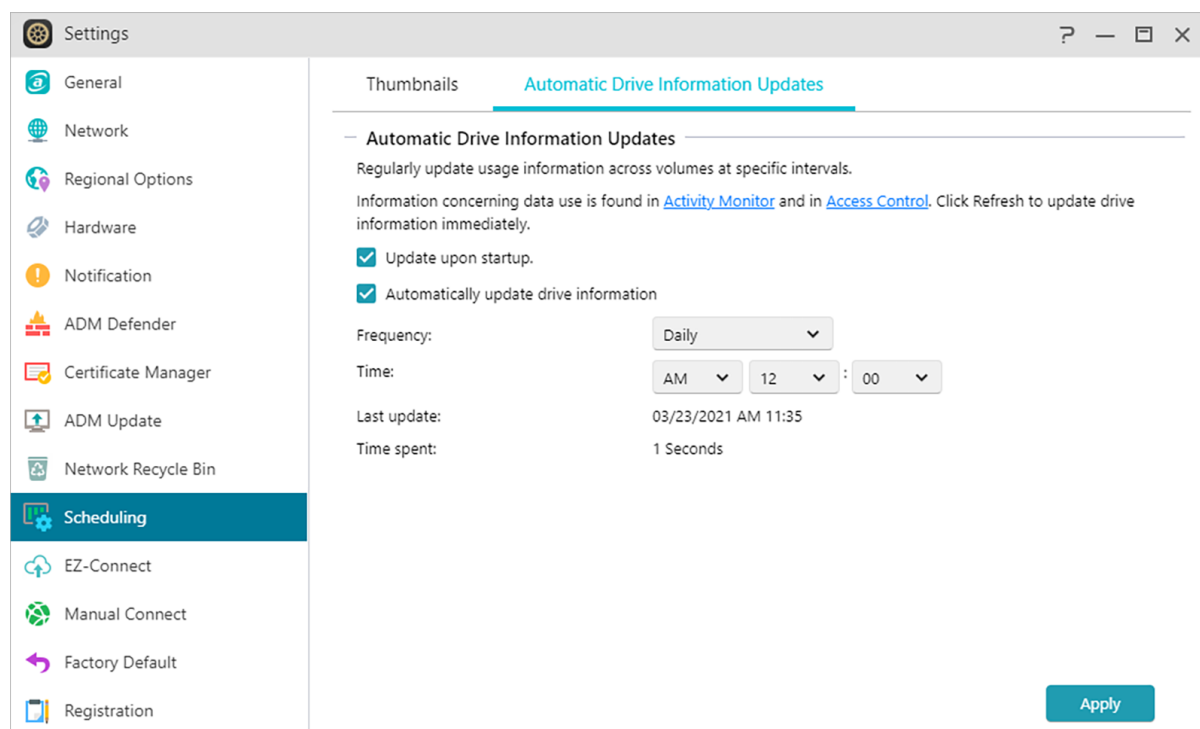 Settings
General
Network
Regional Options
Hardware
Notification
ADM Defender
Certificate Manager
ADM Update
Network Recycle Bin
Scheduling
EZ-Connect
Manual Connect
Factory Default
Registration
Thumbnails
Automatic Drive Information Updates
Automatic Drive Information Updates
Regularly update usage information across volumes at specific intervals.
Information concerning data use is found in Activity Monitor and in Access Control. Click Refresh to update drive
information immediately.
Update upon startup.
Automatically update drive information
Frequency: Daily
Time: AM 12 : 00
Last update: 03/23/2021 AM 11:35
Time spent: 1 Seconds
Apply